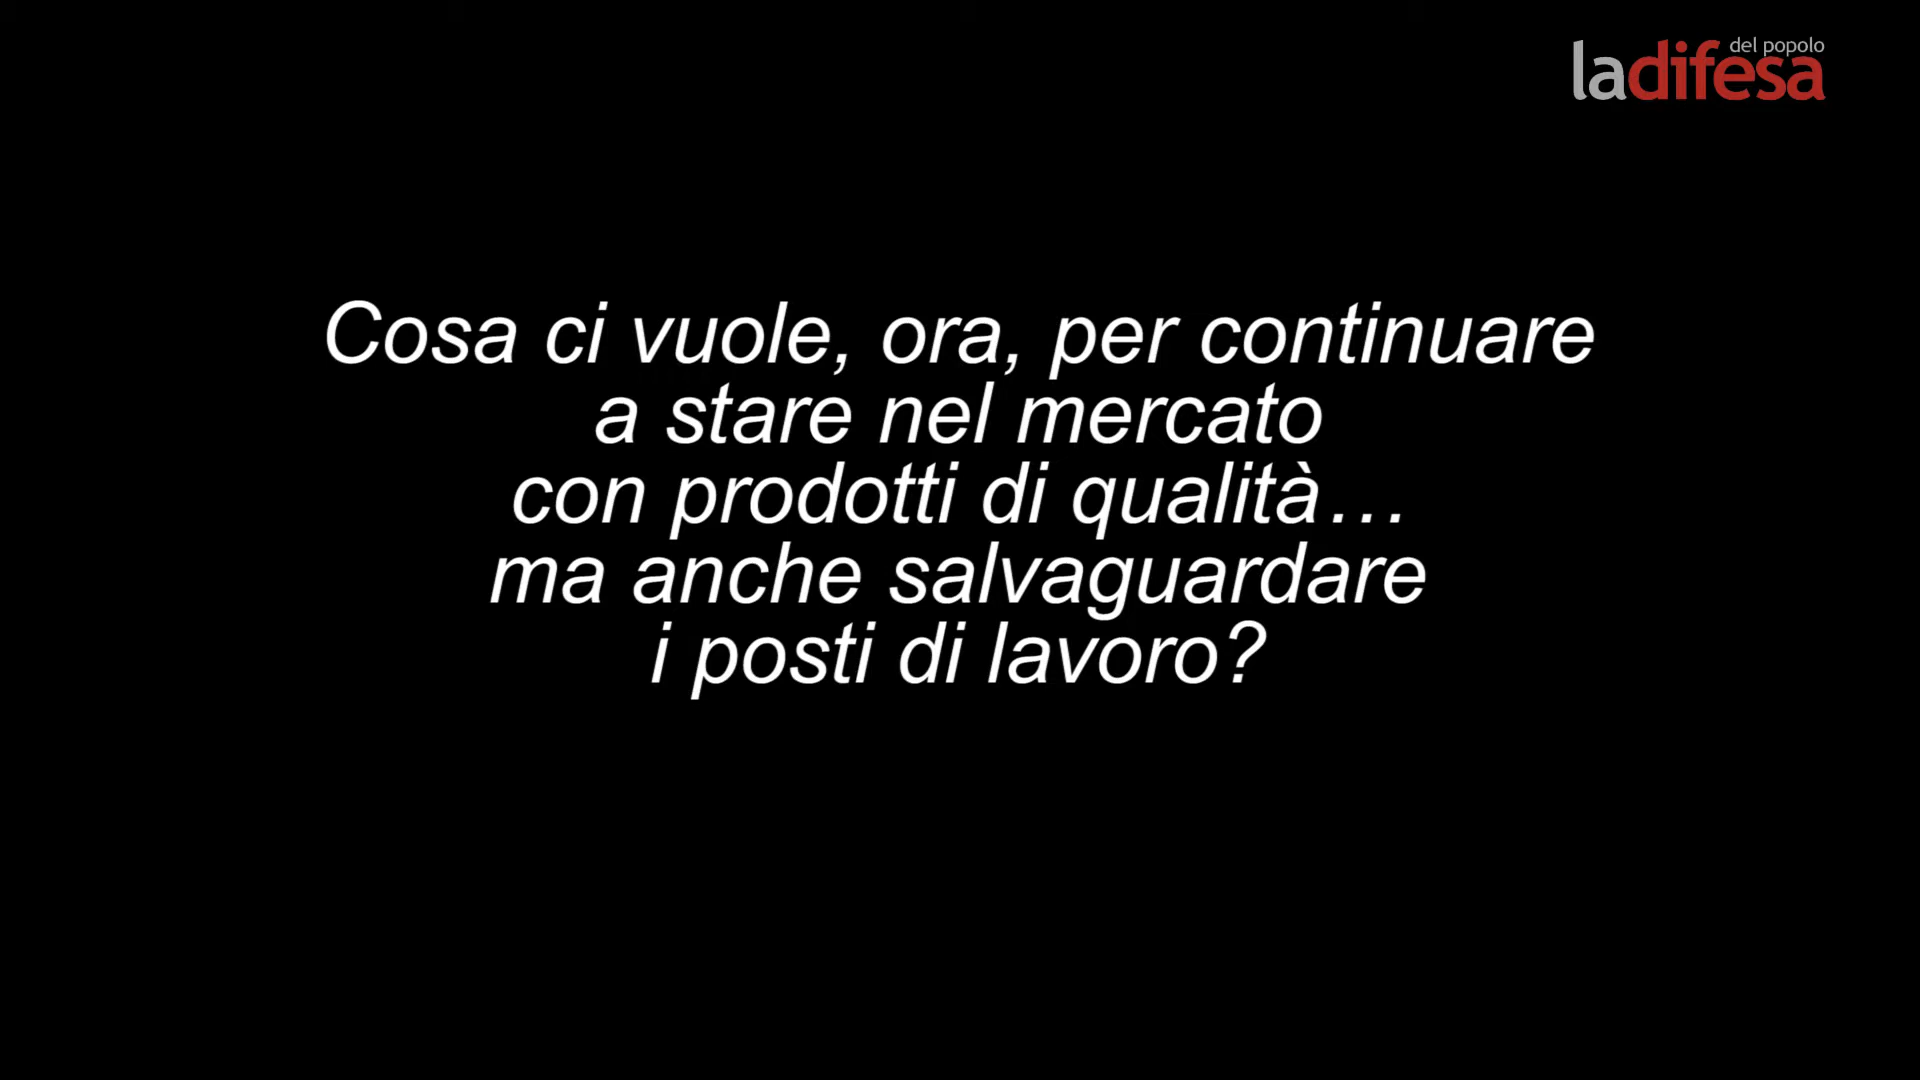 del popolo
ladifesa
Cosa ci vuole, ora, per continuare
a stare nel mercato
con prodotti di qualità…
ma anche salvaguardare
i posti di lavoro?